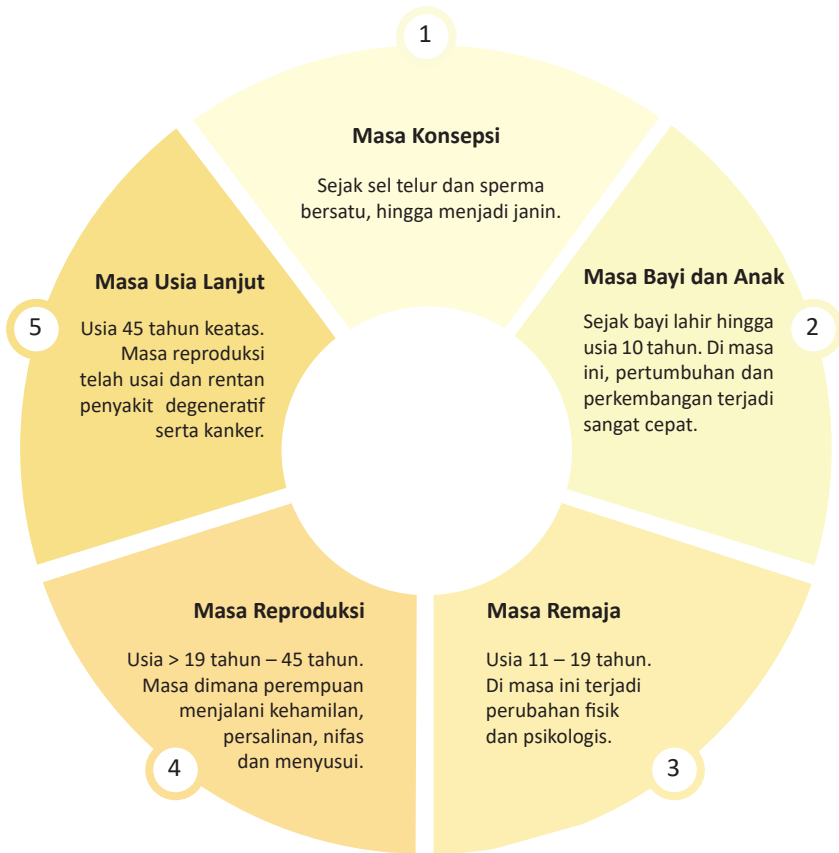 1
Masa Konsepsi
Sejak sel telur dan sperma
bersatu, hingga menjadi janin.
2
Masa Bayi dan Anak
Sejak bayi lahir hingga
usia 10 tahun. Di masa
ini, pertumbuhan dan
perkembangan terjadi
sangat cepat.
3
Masa Remaja
Usia 11 – 19 tahun.
Di masa ini terjadi
perubahan fisik
dan psikologis.
4
Masa Reproduksi
Usia > 19 tahun – 45 tahun.
Masa dimana perempuan
menjalani kehamilan,
persalinan, nifas
dan menyusui.
5
Masa Usia Lanjut
Usia 45 tahun keatas.
Masa reproduksi
telah usai dan rentan
penyakit degeneratif
serta kanker.